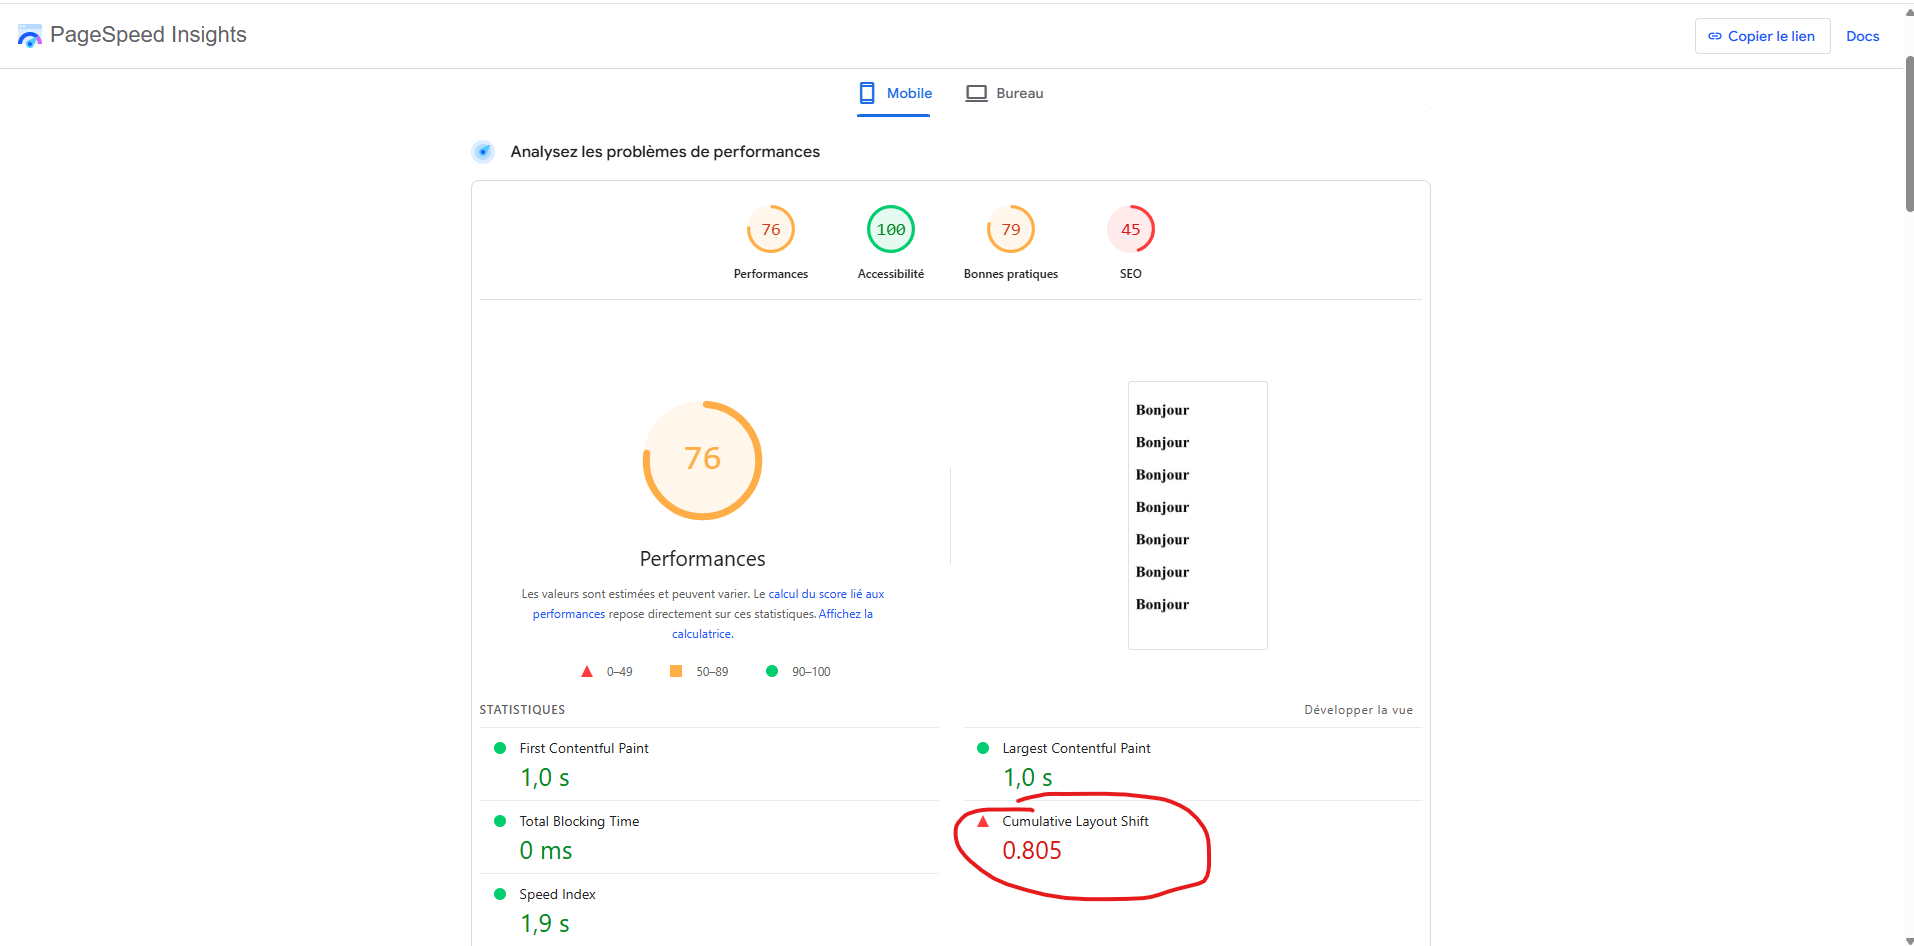 PageSpeed Insights
Copier le lien
Docs
Mobile
Bureau
Analysez les problèmes de performances
76
100
79
45
Performances
Accessibilité
Bonnes pratiques
SEO
76
Performances
Les valeurs sont estimées et peuvent varier. Le calcul du score lié aux
performances repose directement sur ces statistiques. Affichez la
calculatrice.
0–49
50–89
90–100
Bonjour
Bonjour
Bonjour
Bonjour
Bonjour
Bonjour
Bonjour
STATISTIQUES
Développer la vue
First Contentful Paint
1,0 s
Largest Contentful Paint
1,0 s
Total Blocking Time
0 ms
Cumulative Layout Shift
0.805
Speed Index
1,9 s